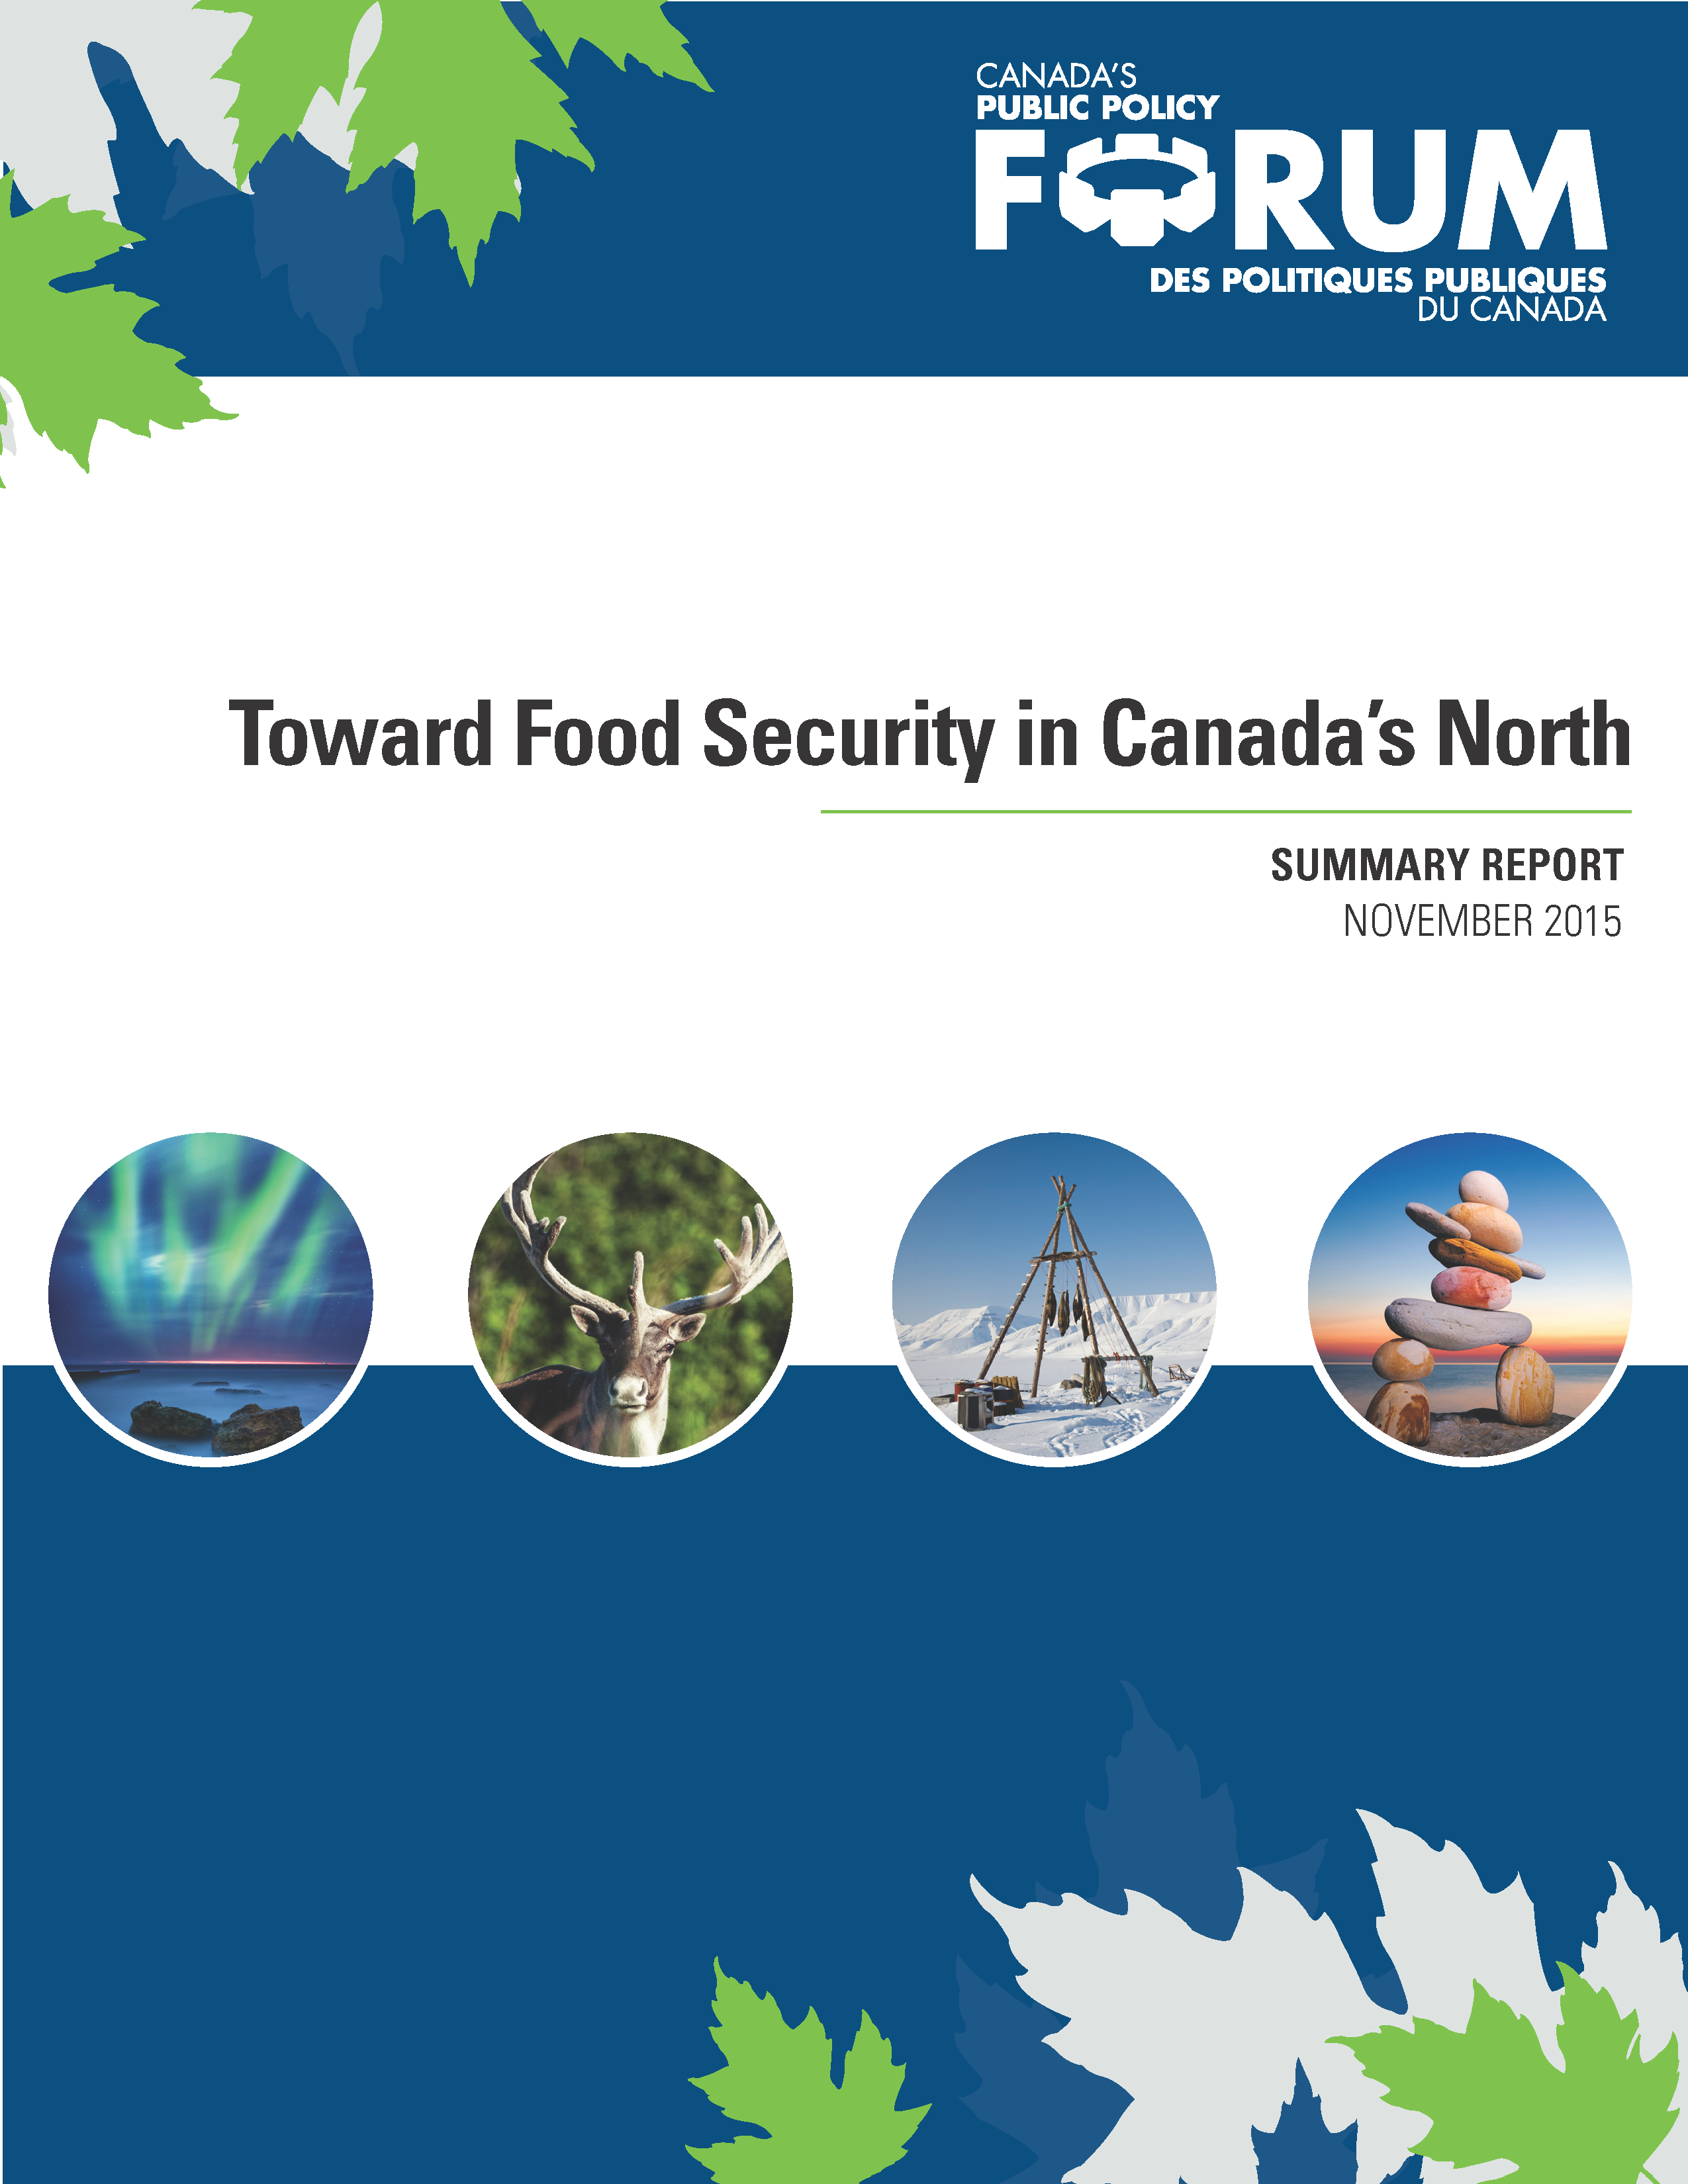 CANADA’S
PUBLIC POLICY
FORUM
DES POLITIQUES PUBLIQUES
DU CANADA
Toward Food Security in Canada’s North
SUMMARY REPORT
NOVEMBER 2015